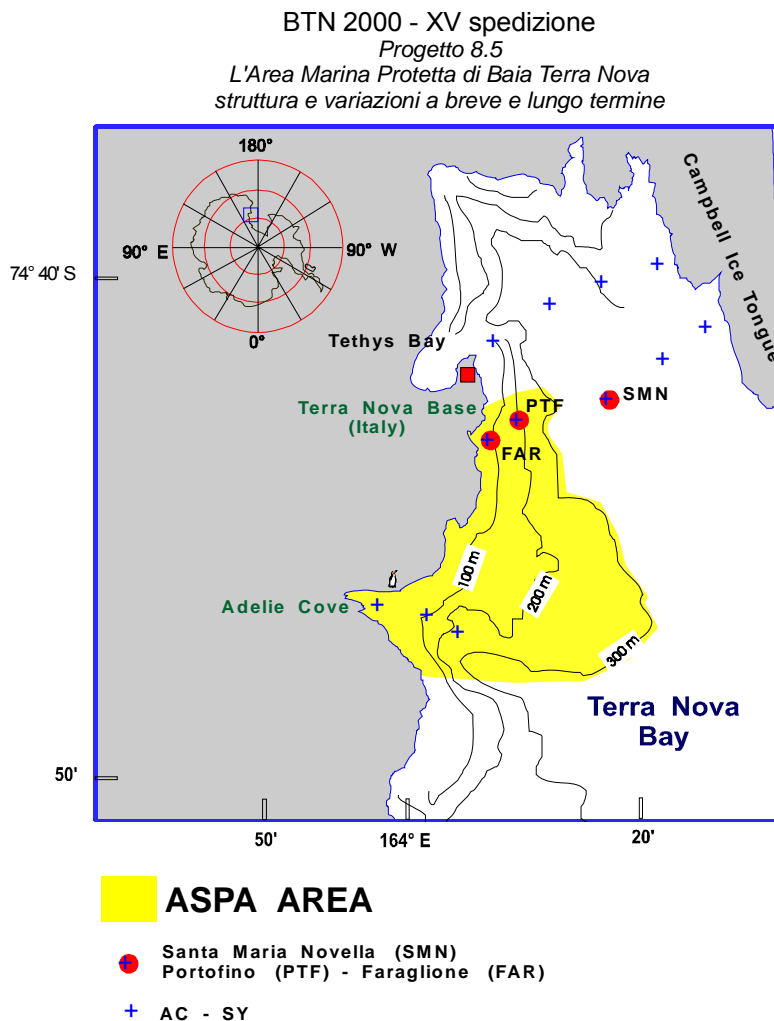 BTN 2000 - XV spedizione
Progetto 8.5
L'Area Marina Protetta di Baia Terra Nova
struttura e variazioni a breve e lungo termine
180°
90° E
90° W
0°
Campbell Ice Tongue
74° 40' S
Tethys Bay
Terra Nova Base
(Italy)
SMN
PTF
FAR
100 m
200 m
300 m
Adelie Cove
Terra Nova
Bay
50'
50'
164° E
20'
ASPA AREA
Santa Maria Novella (SMN)
Portofino (PTF) - Faraglione (FAR)
AC - SY